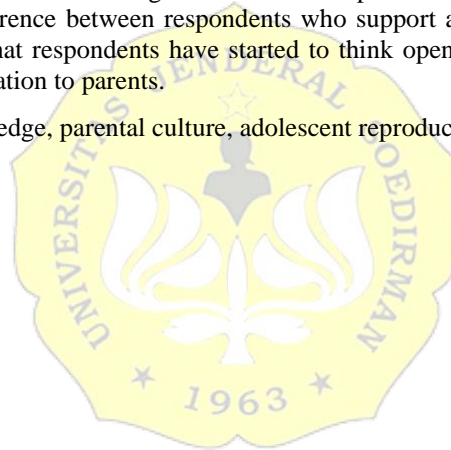 erence between respondents who support a
hat respondents have started to think open
ation to parents.
edge, parental culture, adolescent reproduc
UNIVERSITAS JENDERAL SOEDIRMAN
1963